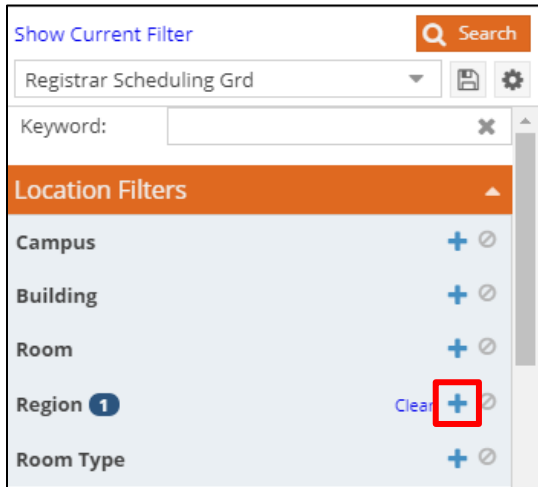 Show Current Filter
Search
Registrar Scheduling Grd
Keyword:
Location Filters
Campus
Building
Room
Region 1
Clear
Room Type